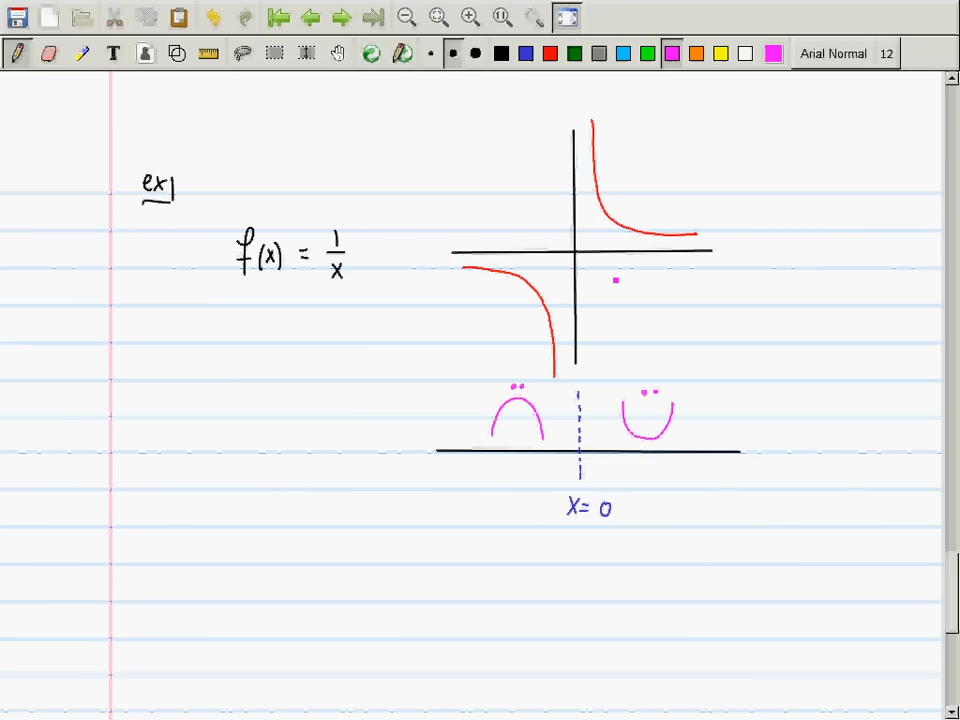 T
Arial Normal 12
ex1
f(x) = 1/x
x = 0